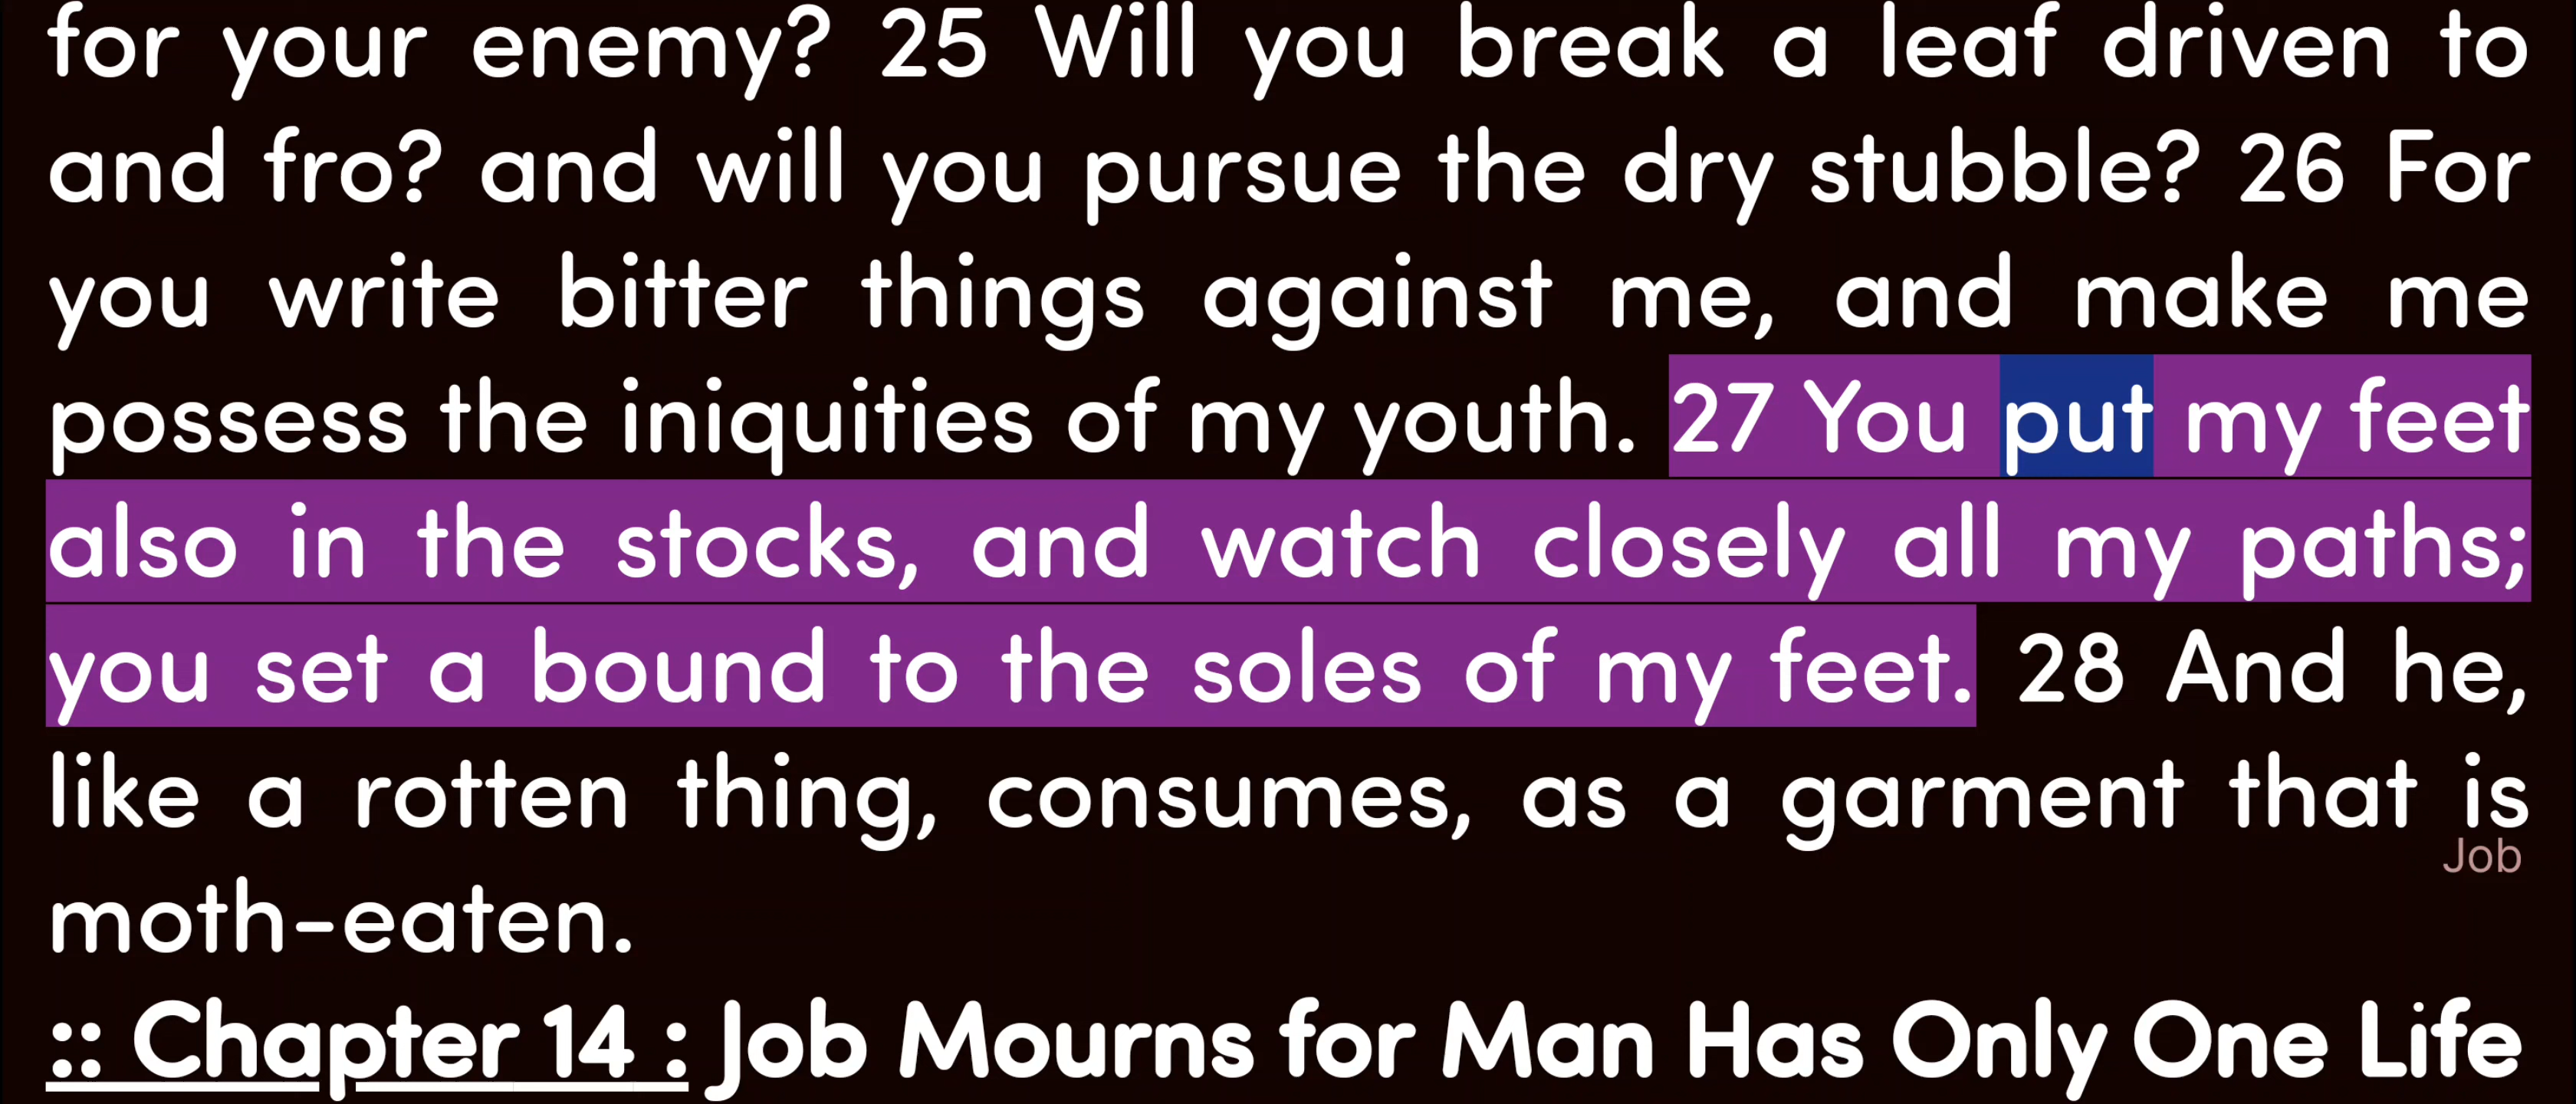 for your enemy? 25 Will you break a leaf driven to
and fro? and will you pursue the dry stubble? 26 For
you write bitter things against me, and make me
possess the iniquities of my youth. 27 You put my feet
also in the stocks, and watch closely all my paths;
you set a bound to the soles of my feet. 28 And he,
like a rotten thing, consumes, as a garment that is
Job
moth-eaten.
:: Chapter 14 : Job Mourns for Man Has Only One Life